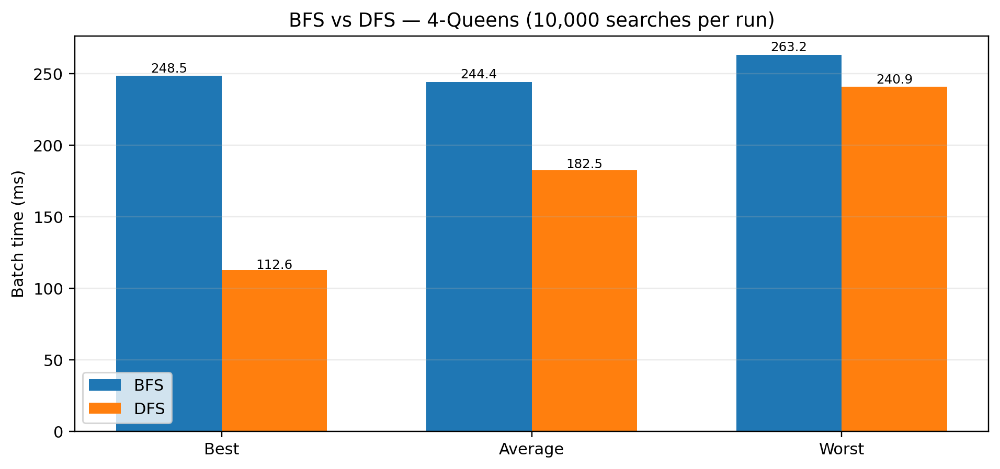 BFS vs DFS — 4-Queens (10,000 searches per run)
Batch time (ms)
250
200
150
100
50
0
248.5
112.6
244.4
182.5
263.2
240.9
BFS
DFS
Best
Average
Worst